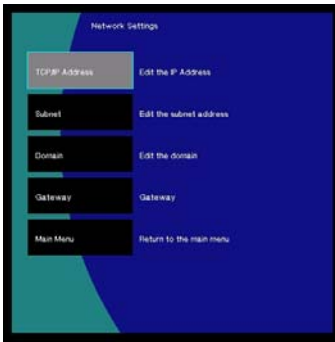 Network Settings
TCP/IP Address Edit the IP Address
Subnet Edit the subnet address
Domain Edit the domain
Gateway Gateway
Main Menu Return to the main menu